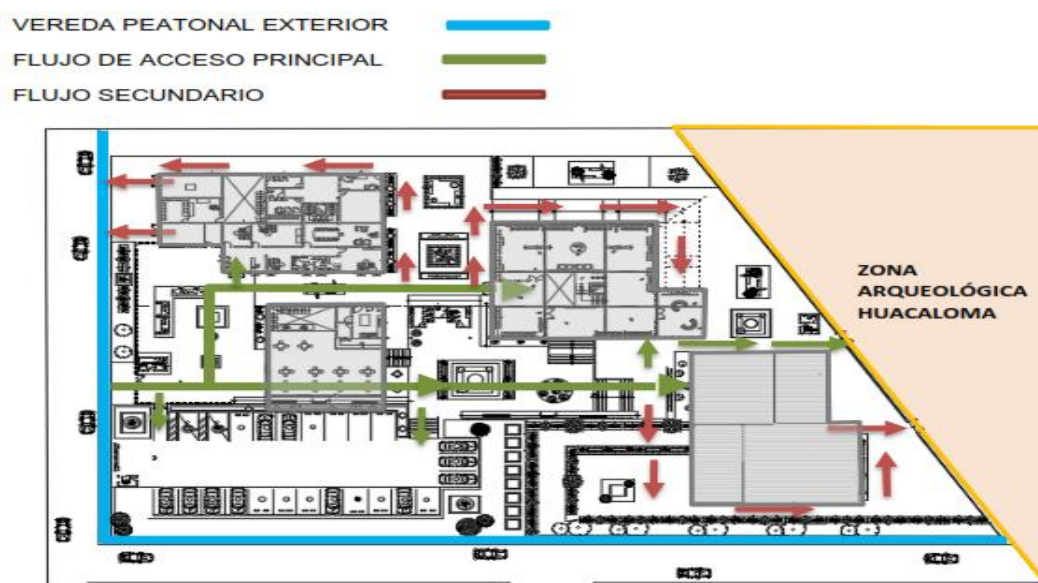 VEREDA PEATONAL EXTERIOR
FLUJO DE ACCESO PRINCIPAL
FLUJO SECUNDARIO
ZONA
ARQUEOLÓGICA
HUACALOMA